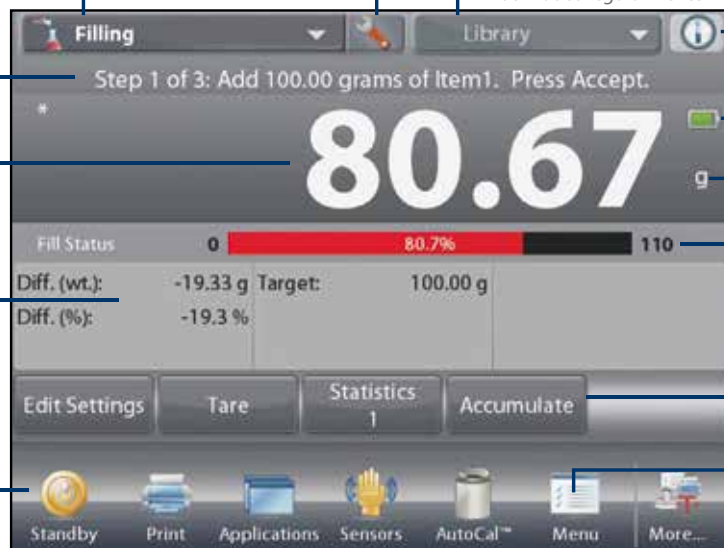 Filling
Library
Step 1 of 3: Add 100.00 grams of Item1. Press Accept.
*
80.67
g
Fill Status 0 80.7% 110
Diff. (wt.): -19.33 g Target: 100.00 g
Diff. (%): -19.3 %
Edit Settings Tare Statistics Accumulate
1
Standby Print Applications Sensors AutoCal™ Menu More...